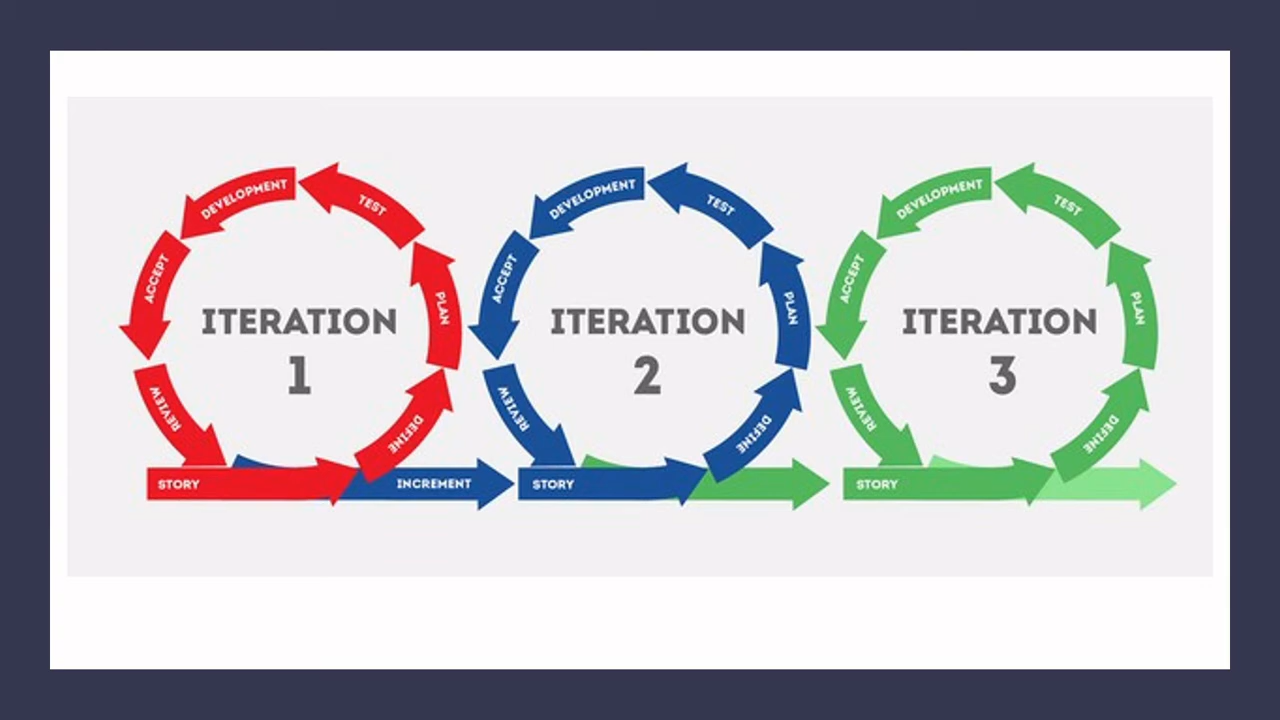 DEVELOPMENT
TEST
ACCEPT
PLAN
ITERATION
1
REVIEW
DEFINE
STORY
INCREMENT
DEVELOPMENT
TEST
ACCEPT
PLAN
ITERATION
2
REVIEW
DEFINE
STORY
DEVELOPMENT
TEST
ACCEPT
PLAN
ITERATION
3
REVIEW
DEFINE
STORY